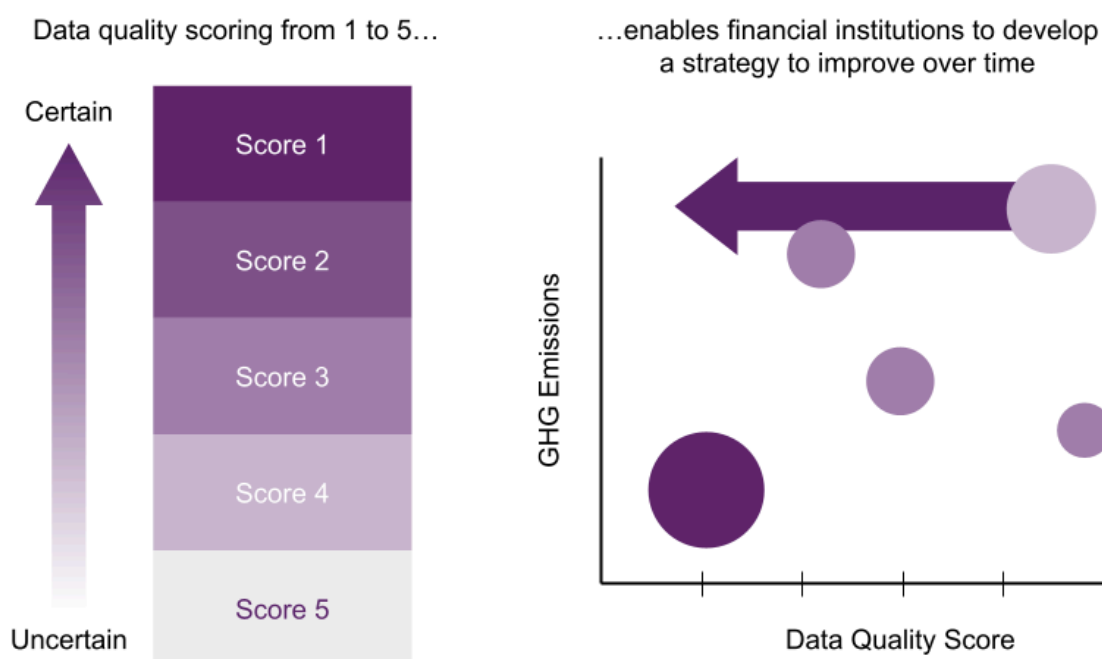 Data quality scoring from 1 to 5…
…enables financial institutions to develop
a strategy to improve over time
Certain
Score 1
Score 2
Score 3
Score 4
Score 5
Uncertain
GHG Emissions
Data Quality Score